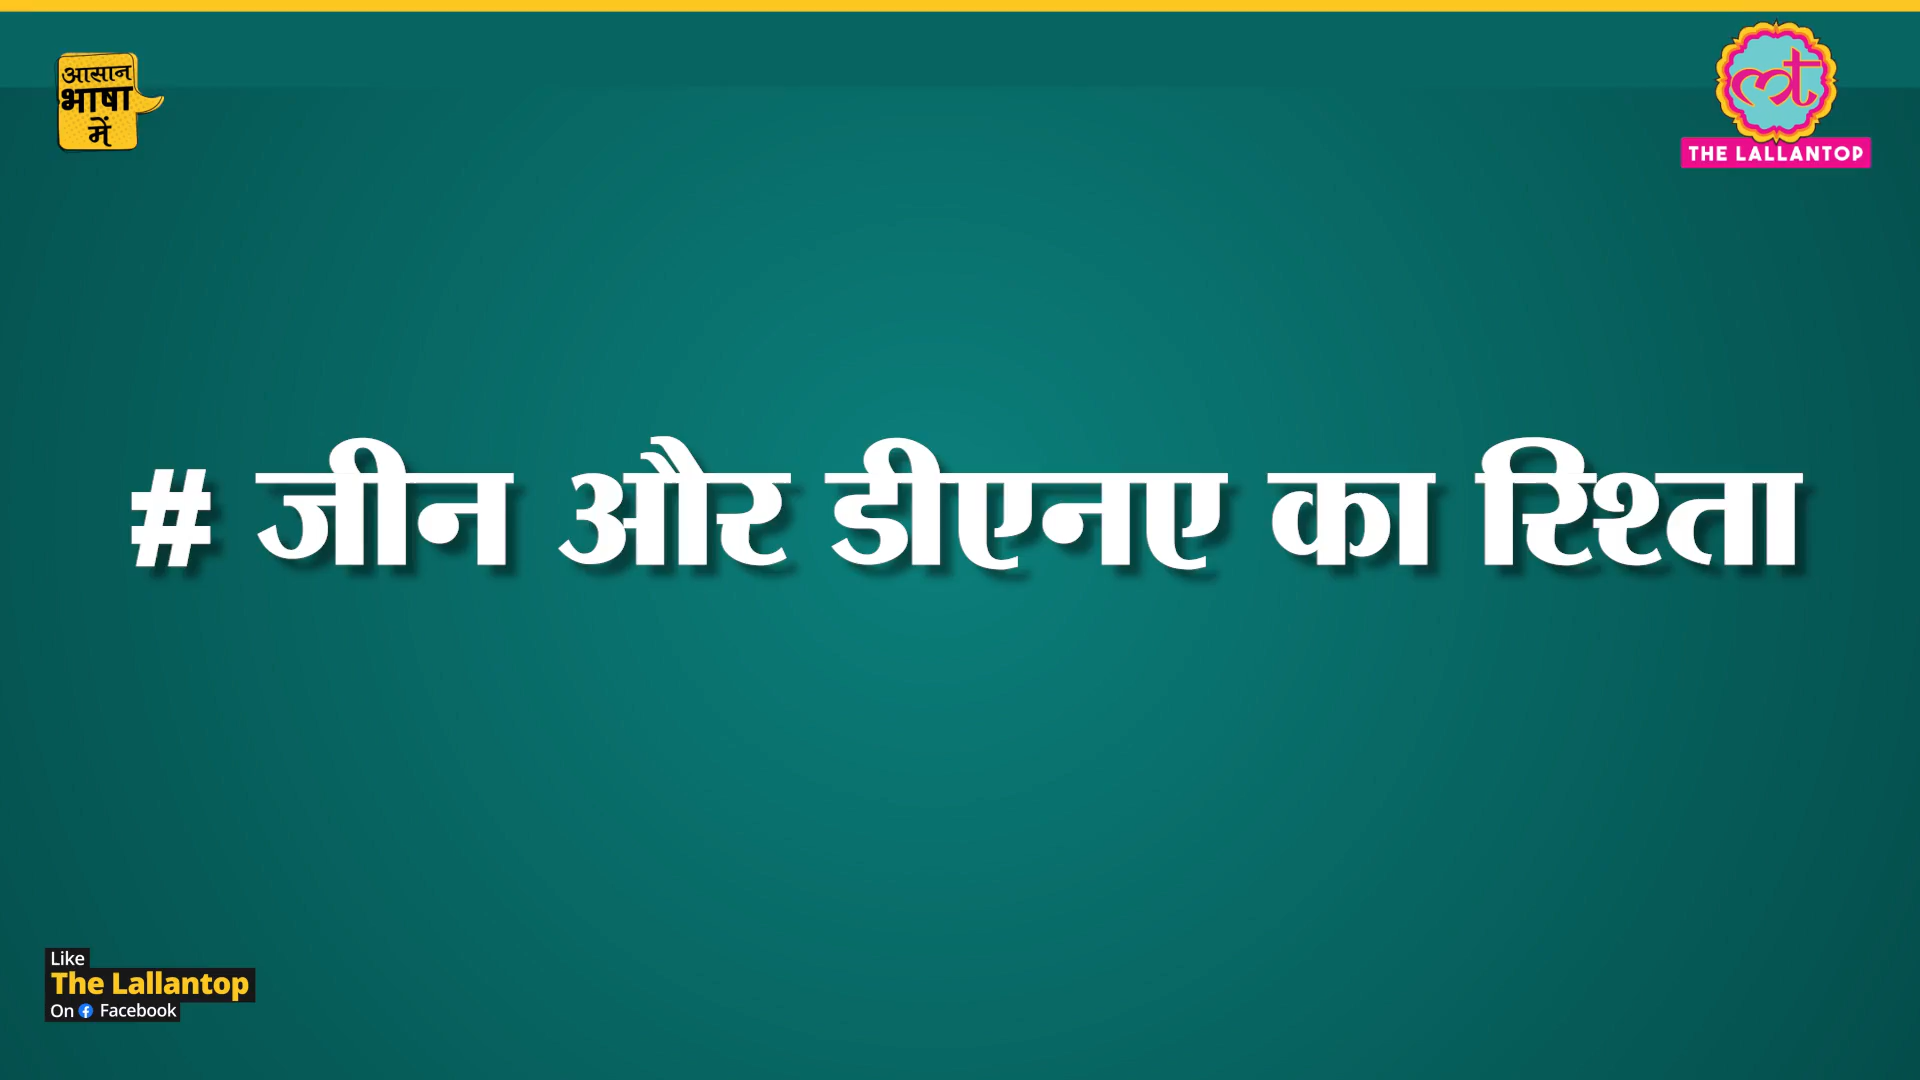 आसान
भाषा
में
THE LALLANTOP
# जीन और डीएनए का रिश्ता
Like
The Lallantop
On Facebook